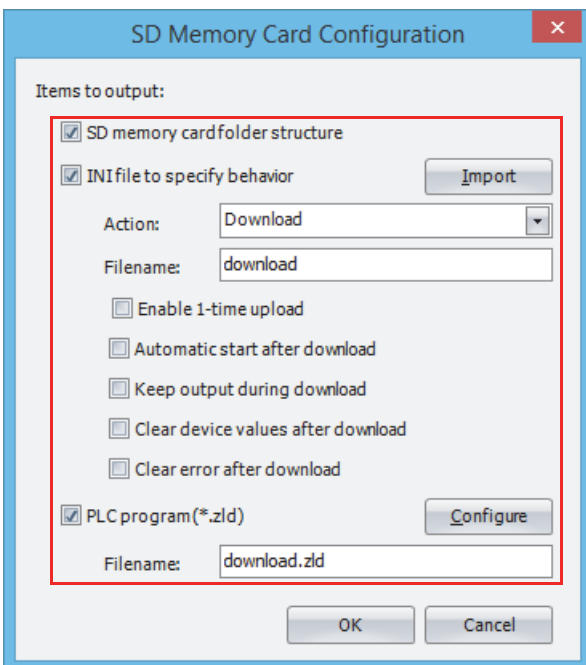 SD Memory Card Configuration
Items to output:
SD memory card folder structure
INI file to specify behavior
Import
Action:
Download
Filename:
download
Enable 1-time upload
Automatic start after download
Keep output during download
Clear device values after download
Clear error after download
PLC program(*.zld)
Configure
Filename:
download.zld
OK
Cancel